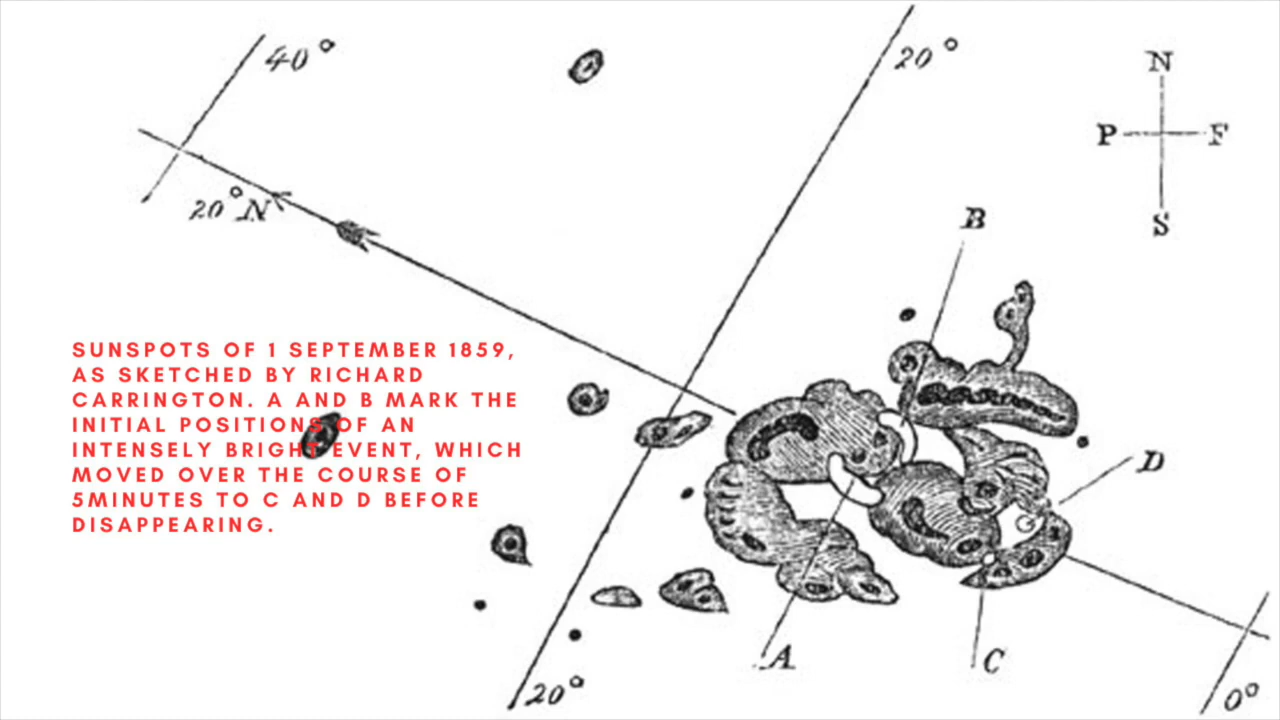 40°
20°
N
P F
S
20° N
B
SUNSPOTS OF 1 SEPTEMBER 1859,
AS SKETCHED BY RICHARD
CARRINGTON. A AND B MARK THE
INITIAL POSITIONS OF AN
INTENSELY BRIGHT EVENT, WHICH
MOVED OVER THE COURSE OF
5MINUTES TO C AND D BEFORE
DISAPPEARING.
D
A
C
20°
0°